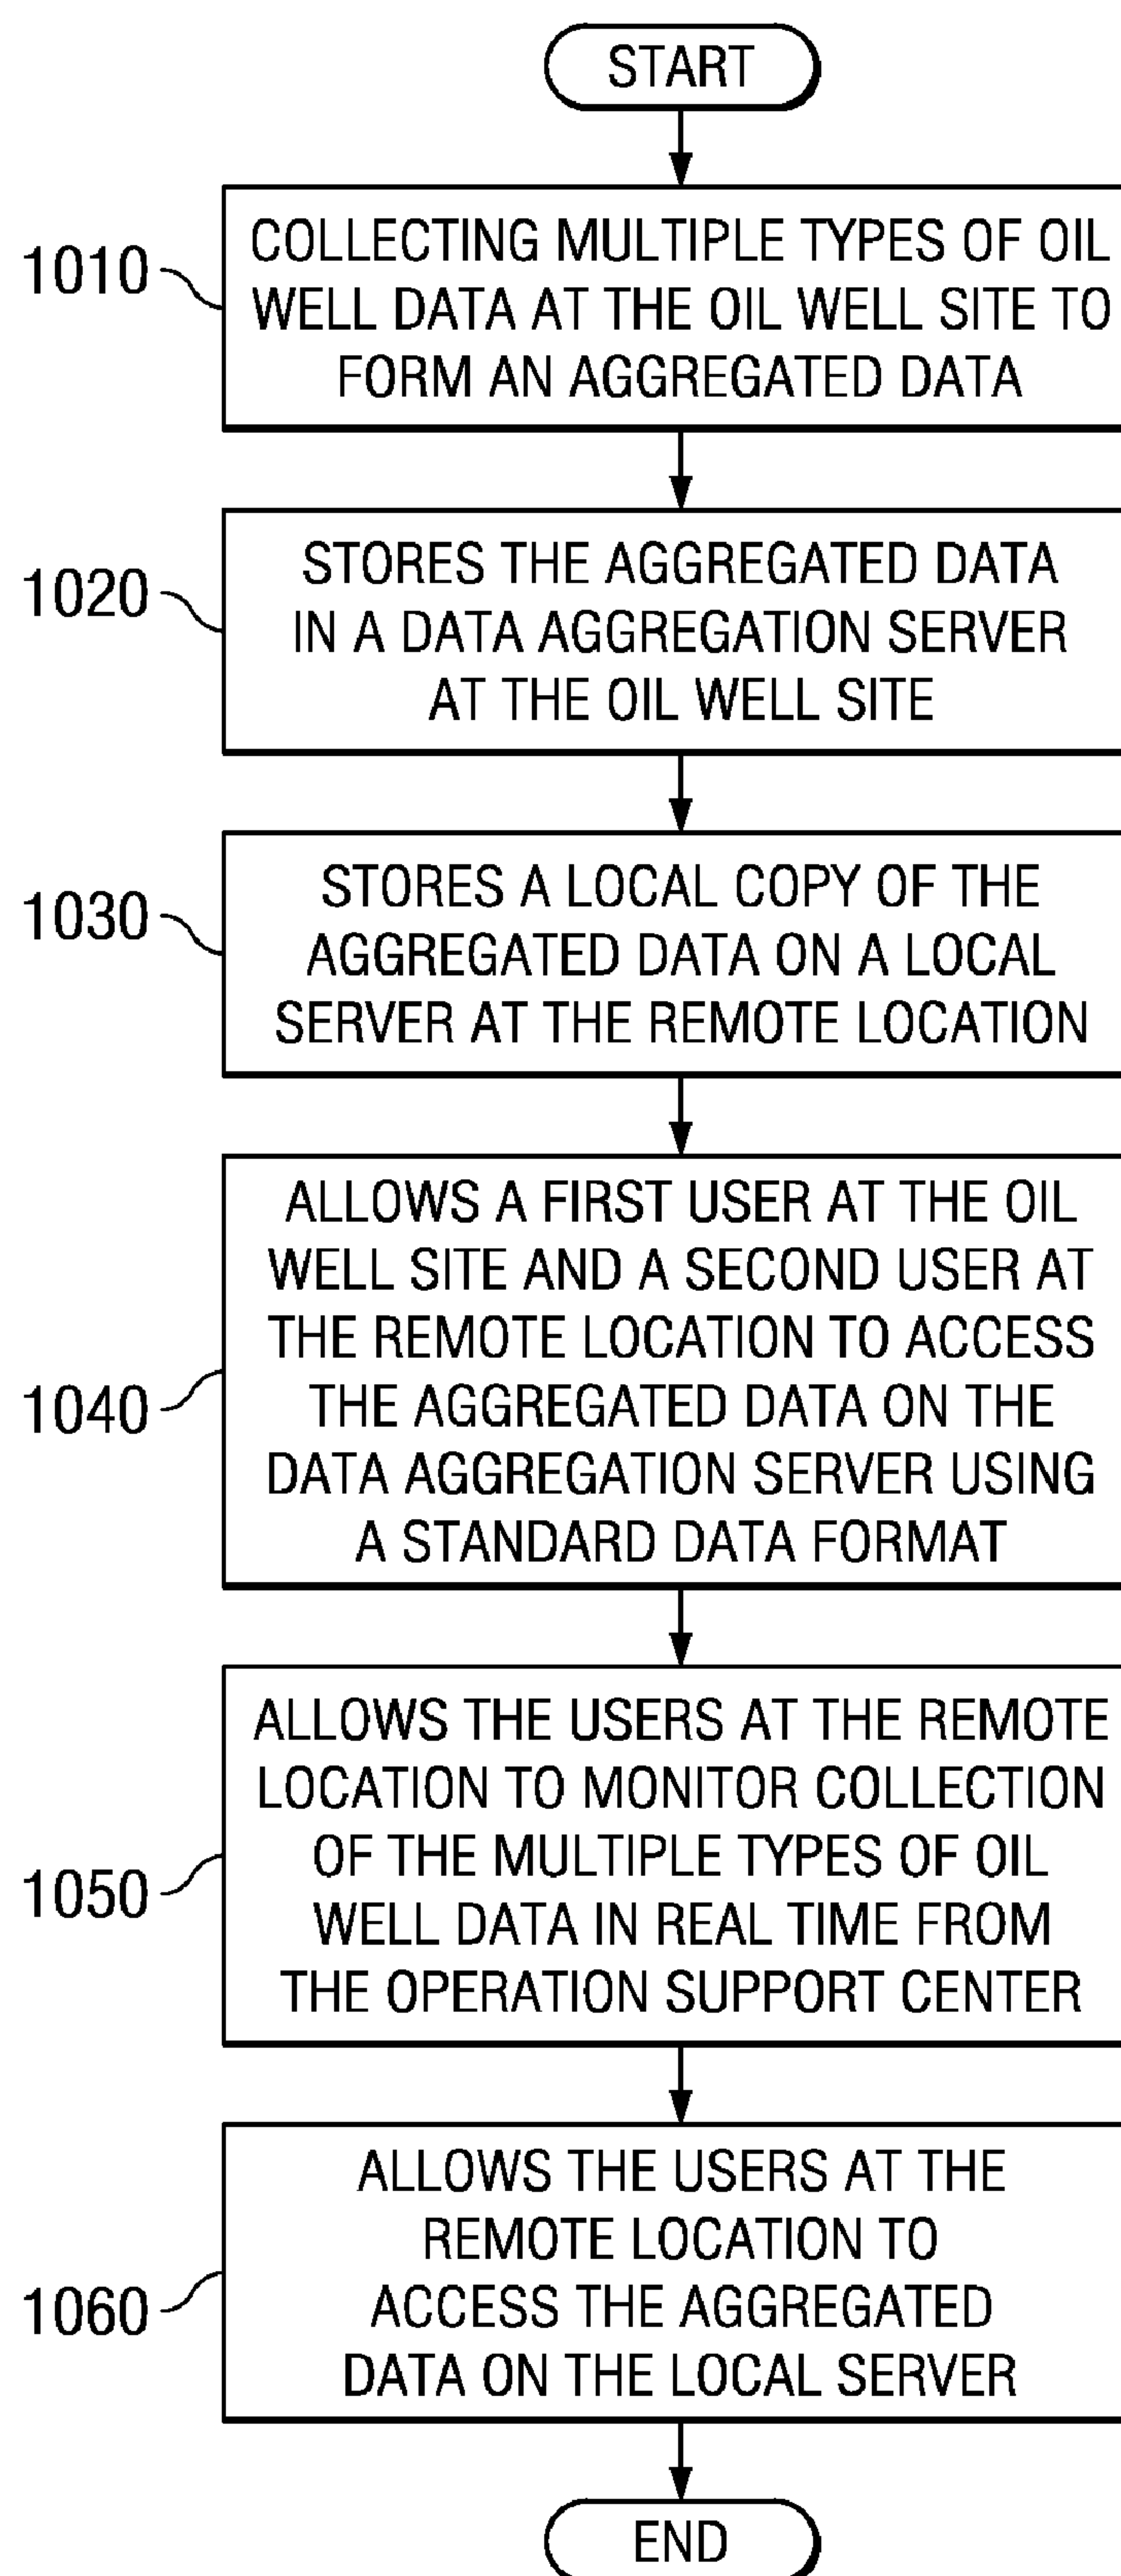 START
1010
COLLECTING MULTIPLE TYPES OF OIL
WELL DATA AT THE OIL WELL SITE TO
FORM AN AGGREGATED DATA
1020
STORES THE AGGREGATED DATA
IN A DATA AGGREGATION SERVER
AT THE OIL WELL SITE
1030
STORES A LOCAL COPY OF THE
AGGREGATED DATA ON A LOCAL
SERVER AT THE REMOTE LOCATION
1040
ALLOWS A FIRST USER AT THE OIL
WELL SITE AND A SECOND USER AT
THE REMOTE LOCATION TO ACCESS
THE AGGREGATED DATA ON THE
DATA AGGREGATION SERVER USING
A STANDARD DATA FORMAT
1050
ALLOWS THE USERS AT THE REMOTE
LOCATION TO MONITOR COLLECTION
OF THE MULTIPLE TYPES OF OIL
WELL DATA IN REAL TIME FROM
THE OPERATION SUPPORT CENTER
1060
ALLOWS THE USERS AT THE
REMOTE LOCATION TO
ACCESS THE AGGREGATED
DATA ON THE LOCAL SERVER
END